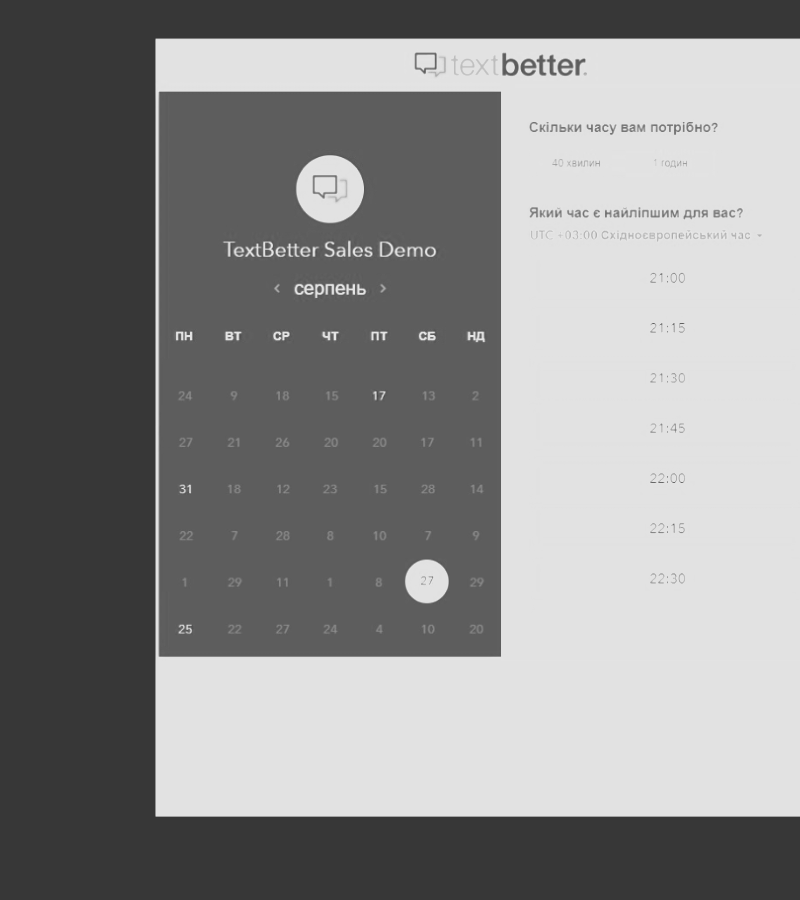 textbetter.
TextBetter Sales Demo
‹ серпень ›
ПН ВТ СР ЧТ ПТ СБ НД
24 9 18 15 17 13 2
27 21 26 20 20 17 11
31 18 12 23 15 28 14
22 7 28 8 10 7 9
1 29 11 1 8 27 29
25 22 27 24 4 10 20
Скільки часу вам потрібно?
40 хвилин 1 годин
Який час є найліпшим для вас?
UTC +03:00 Східноєвропейський час
21:00
21:15
21:30
21:45
22:00
22:15
22:30